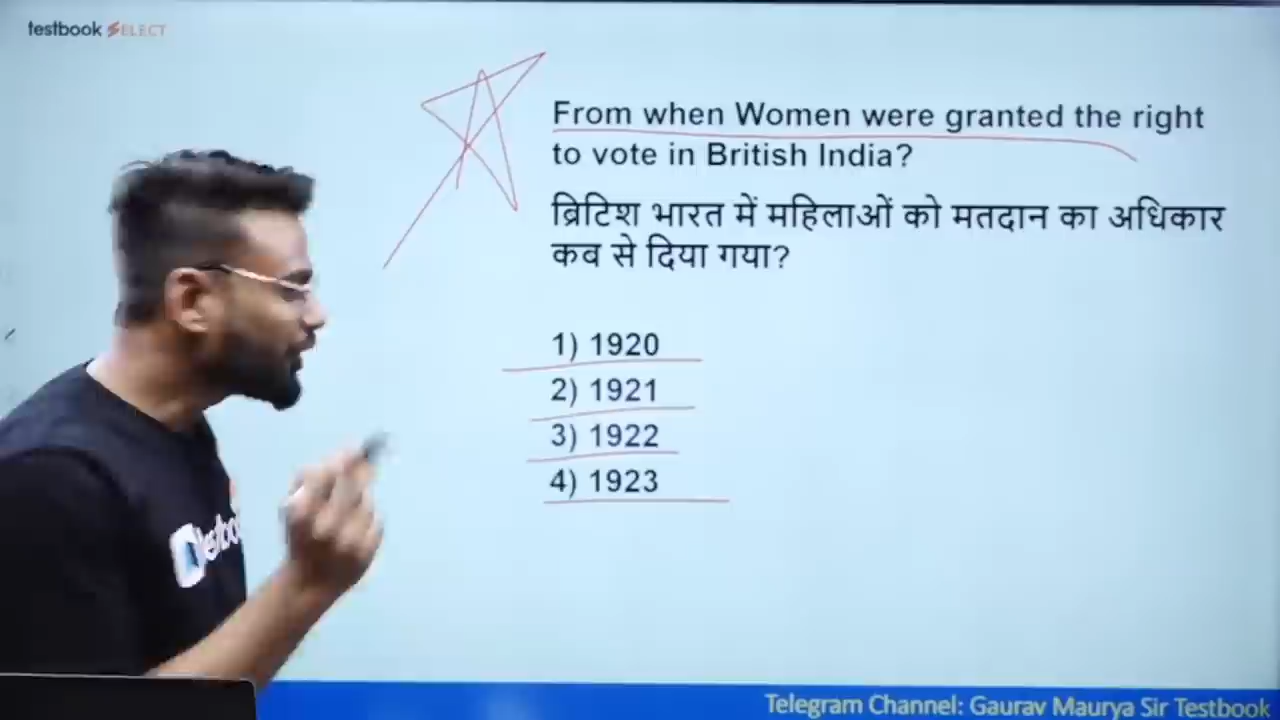 testbook SELECT
From when Women were granted the right
to vote in British India?
ब्रिटिश भारत में महिलाओं को मतदान का अधिकार
कब से दिया गया?
1) 1920
2) 1921
3) 1922
4) 1923
Telegram Channel: Gaurav Maurya Sir Testbook